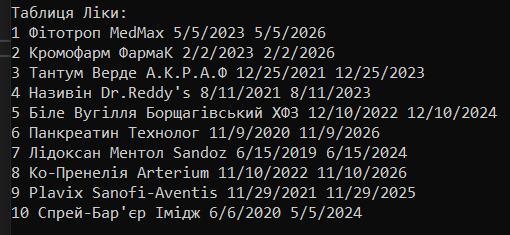 Таблиця Ліки:
1 Фітотроп MedMax 5/5/2023 5/5/2026
2 Кромофарм ФармаК 2/2/2023 2/2/2026
3 Тантум Верде А.К.Р.А.Ф 12/25/2021 12/25/2023
4 Називін Dr.Reddy's 8/11/2021 8/11/2023
5 Біле Вугілля Борщагівський ХФЗ 12/10/2022 12/10/2024
6 Панкреатин Технолог 11/9/2020 11/9/2026
7 Лідоксан Ментол Sandoz 6/15/2019 6/15/2024
8 Ко-Пренелія Arterium 11/10/2022 11/10/2026
9 Plavix Sanofi-Aventis 11/29/2021 11/29/2025
10 Спрей-Бар'єр Імідж 6/6/2020 5/5/2024